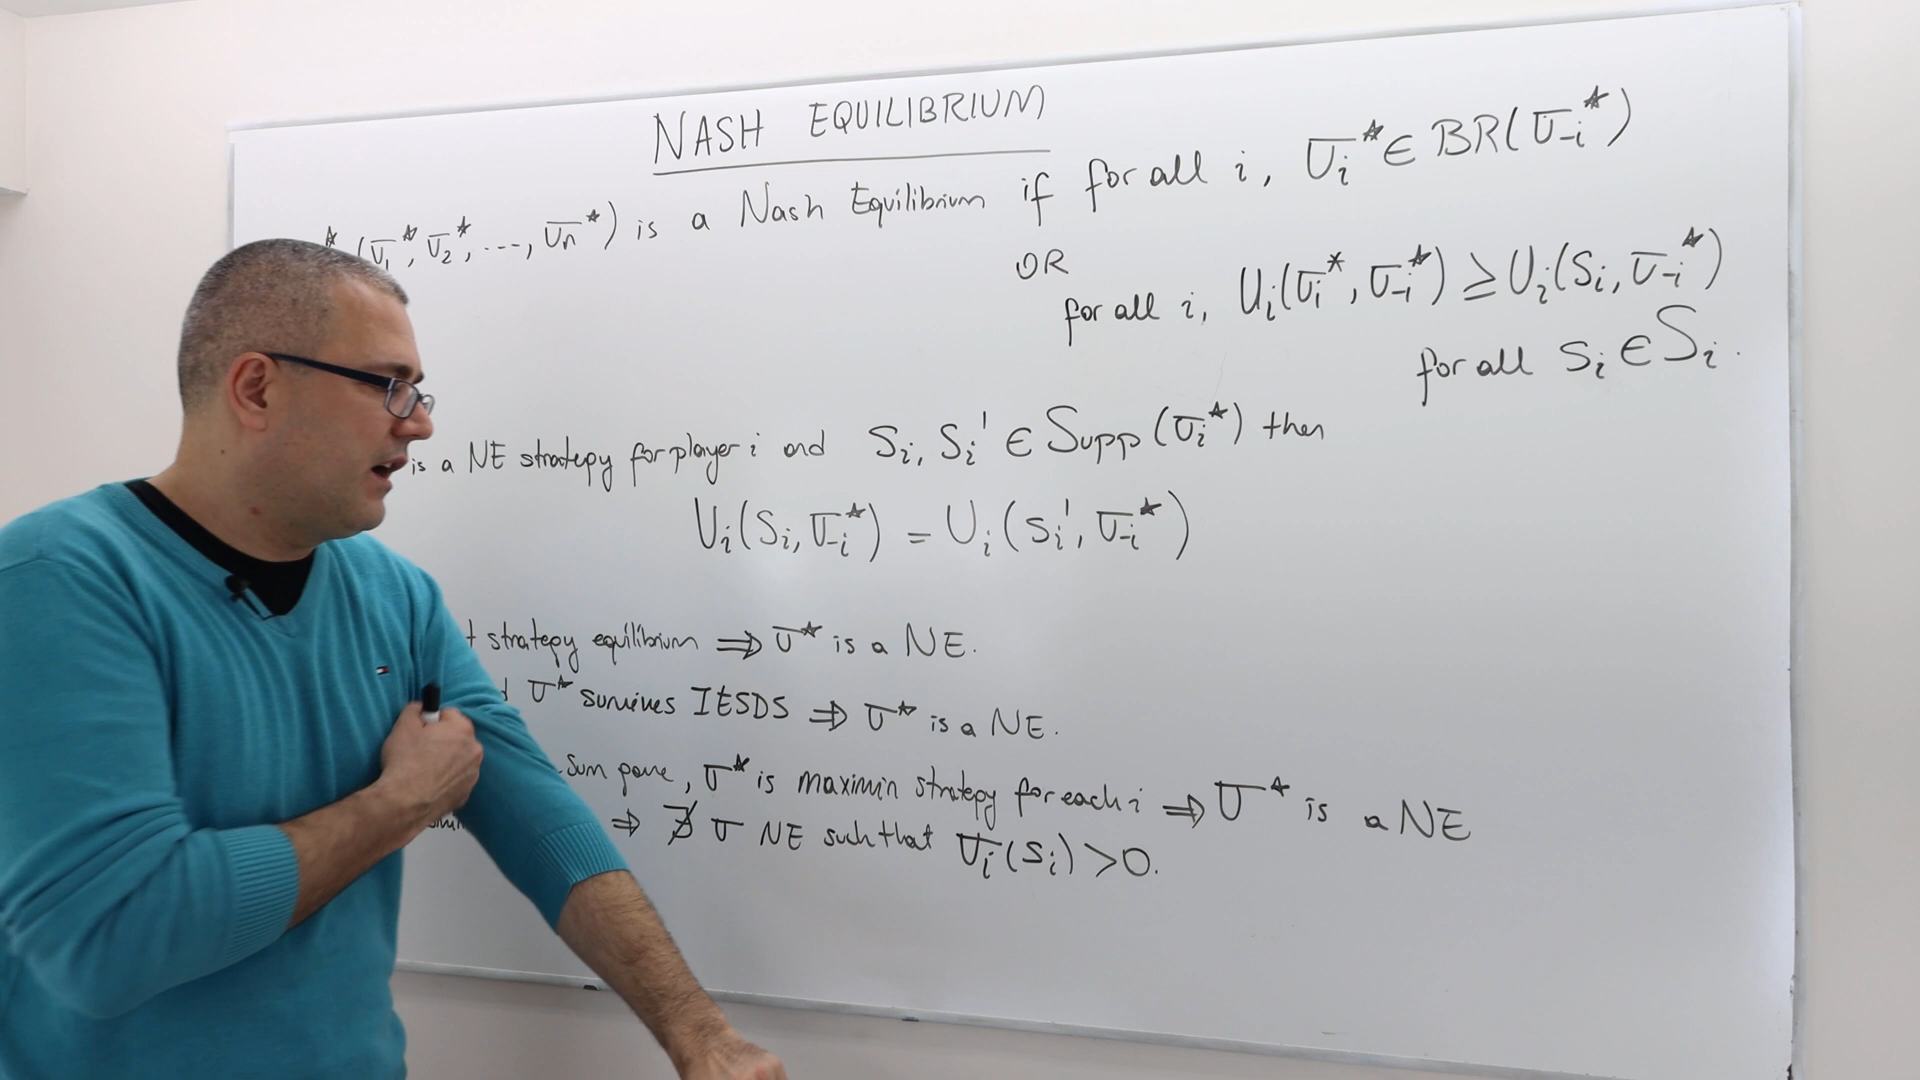 NASH EQUILIBRIUM
(σ₁*, σ₂*, ..., σₙ*) is a Nash Equilibrium if for all i, σᵢ* ∈ BR(σ₋ᵢ*)
OR
for all i, Uᵢ(σᵢ*, σ₋ᵢ*) ≥ Uᵢ(Sᵢ, σ₋ᵢ*)
for all Sᵢ ∈ Sᵢ.
is a NE strategy for player i and Sᵢ, Sᵢ' ∈ Supp(σᵢ*) then
Uᵢ(Sᵢ, σ₋ᵢ*) = Uᵢ(Sᵢ', σ₋ᵢ*)
strategy equilibrium ⇒ σ* is a NE.
σ* survives IESDS ⇒ σ* is a NE.
sum game, σ* is maximin strategy for each i ⇒ σ* is a NE
⇒ ∄ σ NE such that σᵢ(Sᵢ) > 0.